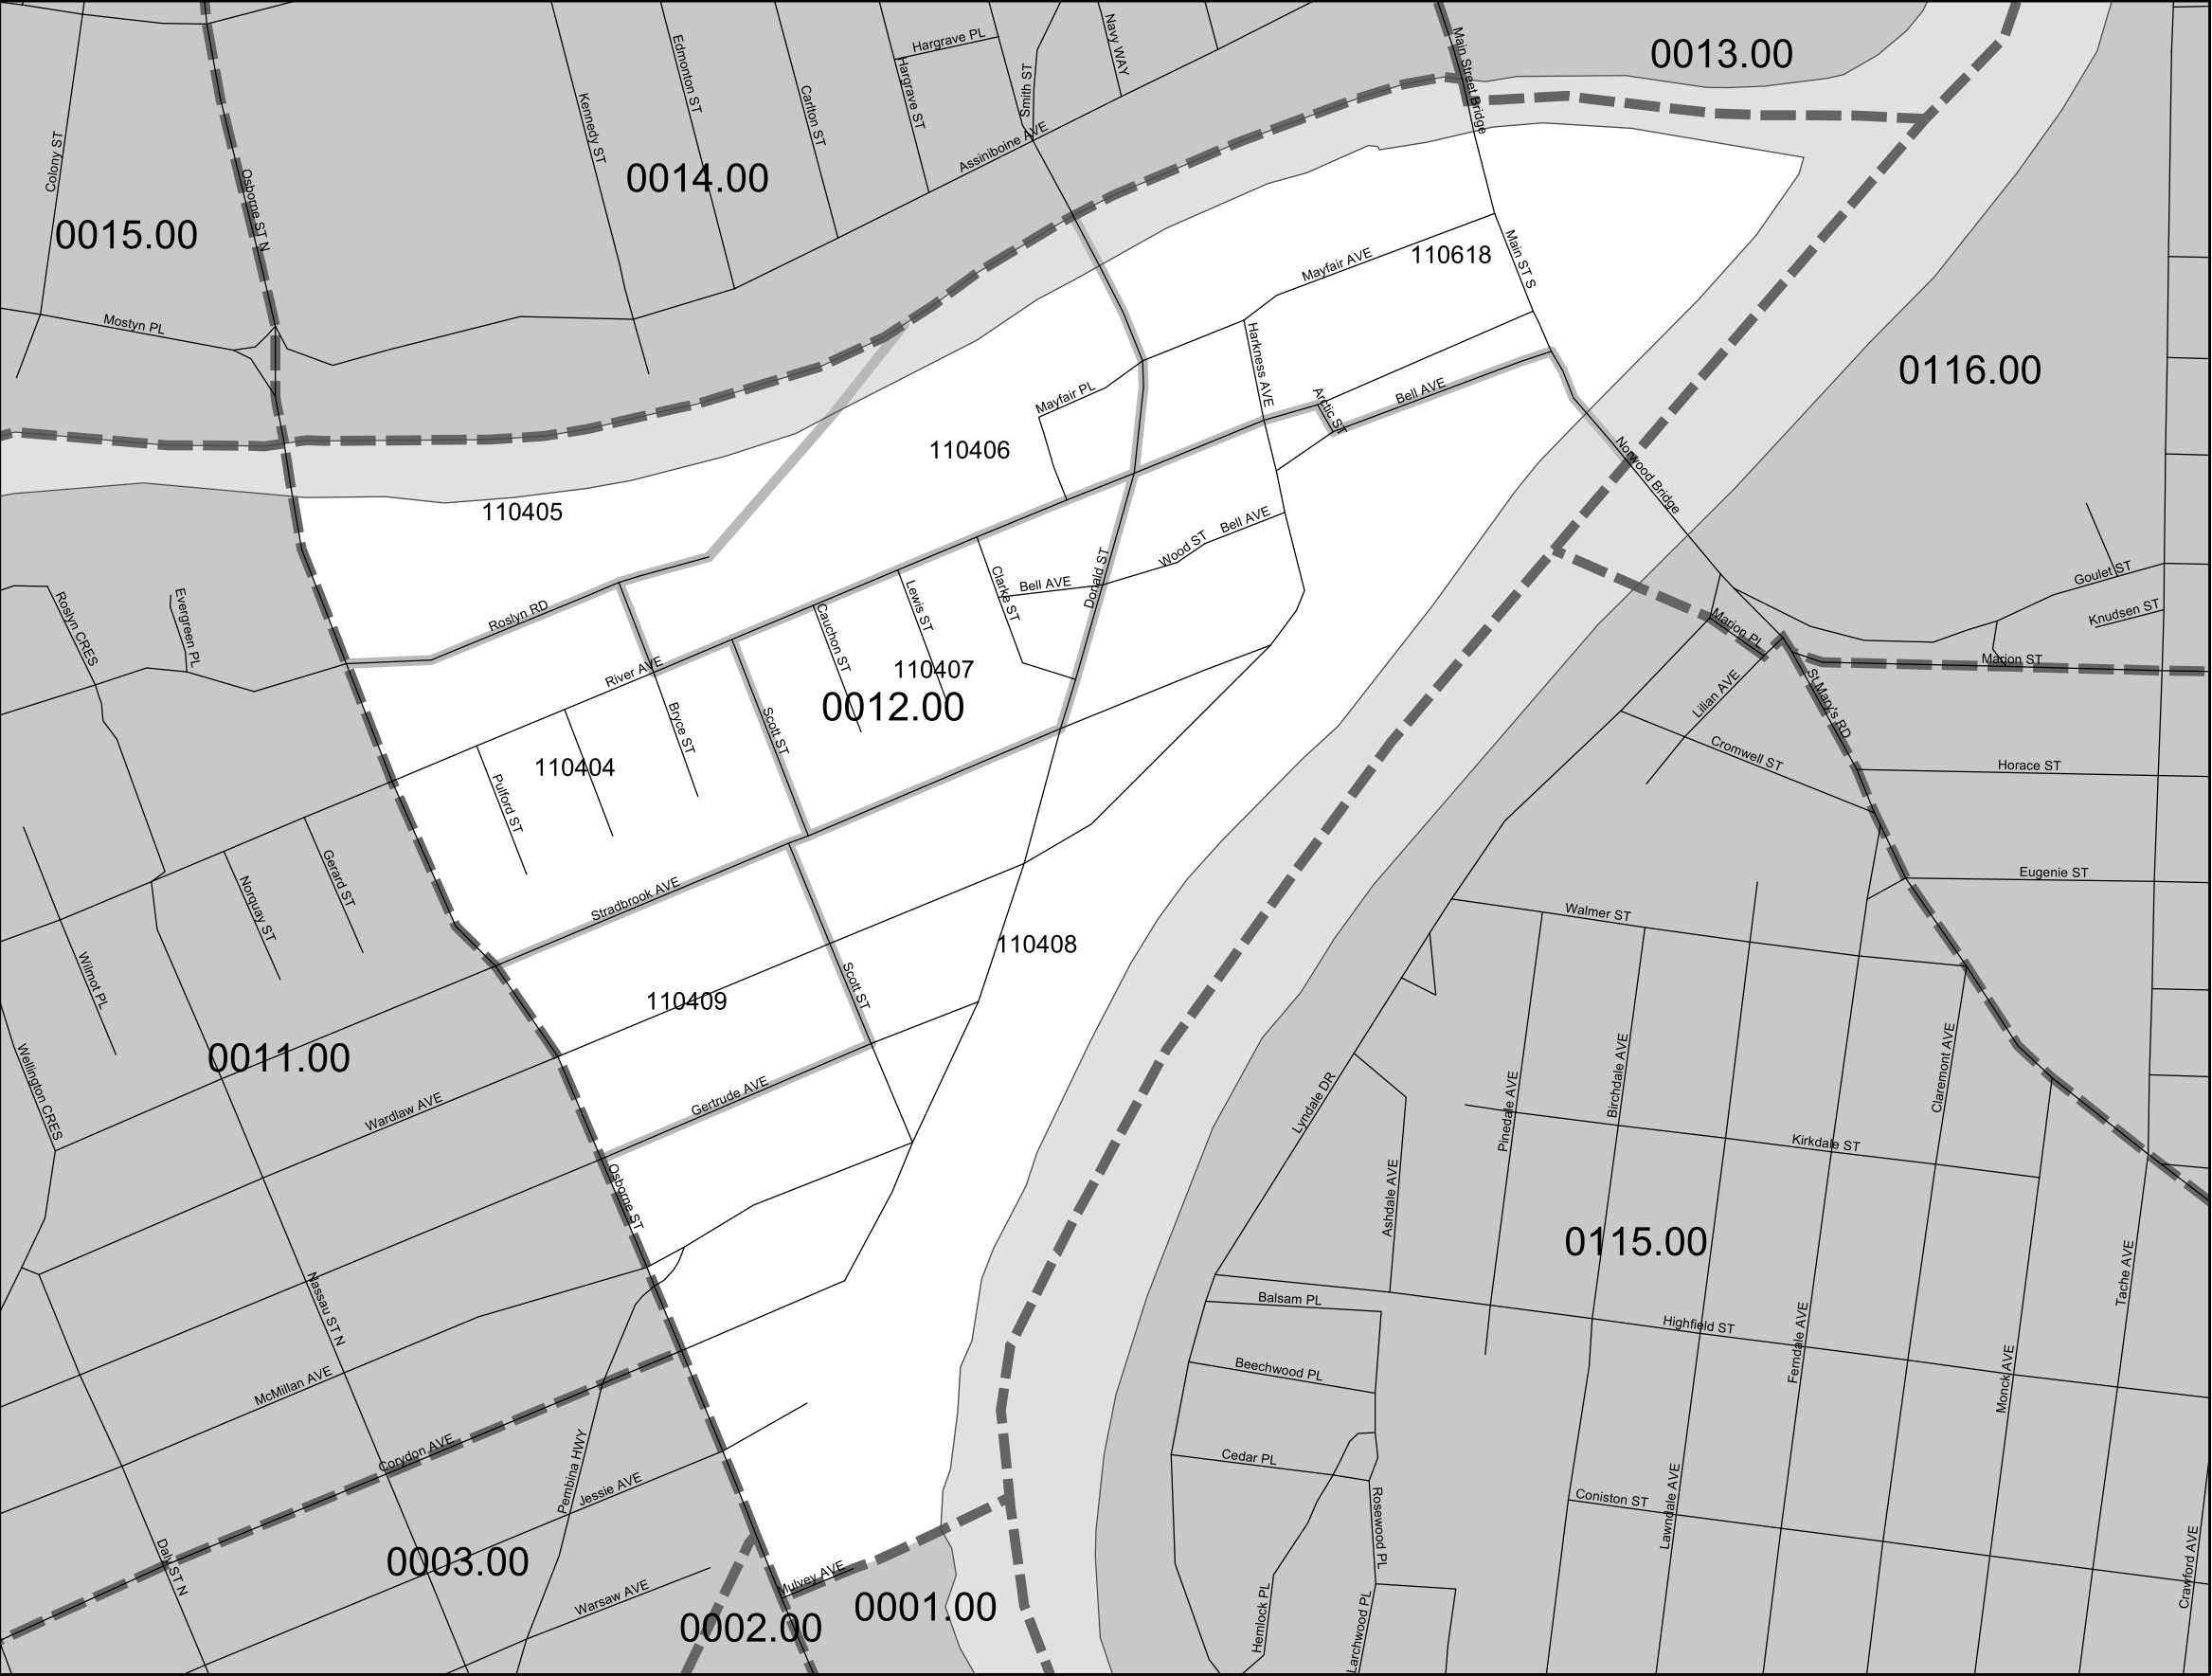 0013.00
Main Street Bridge
Navy WAY
Hargrave PL
Edmonton ST
Hargrave ST
Smith ST
Carlton ST
Kennedy ST
Colony ST
Assiniboine AVE
0014.00
Osborne ST N
0015.00
Mayfair AVE
110618
Main ST S
Mostyn PL
Harkness AVE
0116.00
Mayfair PL
Arctic ST
Bell AVE
110406
Norwood Bridge
110405
Bell AVE
Wood ST
Goulet ST
Donald ST
Clarke ST
Bell AVE
Lewis ST
Roslyn RD
Roslyn CRES
Evergreen PL
Knudsen ST
Marion PL
Marion ST
Cauchon ST
River AVE
110407
0012.00
Lilian AVE
St Mary's RD
Scott ST
Bryce ST
Cromwell ST
110404
Horace ST
Pulford ST
Gerard ST
Norquay ST
Stradbrook AVE
Eugenie ST
Walmer ST
110408
Wilmot PL
Scott ST
110409
0011.00
Wellington CRES
Wardlaw AVE
Gertrude AVE
Lyndale DR
Pinedale AVE
Birchdale AVE
Claremont AVE
Kirkdale ST
Osborne ST
Ashdale AVE
0115.00
Tache AVE
Nassau ST N
Balsam PL
Highfield ST
Ferndale AVE
Monck AVE
McMillan AVE
Beechwood PL
Corydon AVE
Cedar PL
Pembina HWY
Jessie AVE
Coniston ST
Lawndale AVE
Rosewood PL
0003.00
Daly ST N
Mulvey AVE
Crawford AVE
Warsaw AVE
0001.00
0002.00
Hemlock PL
Larchwood PL